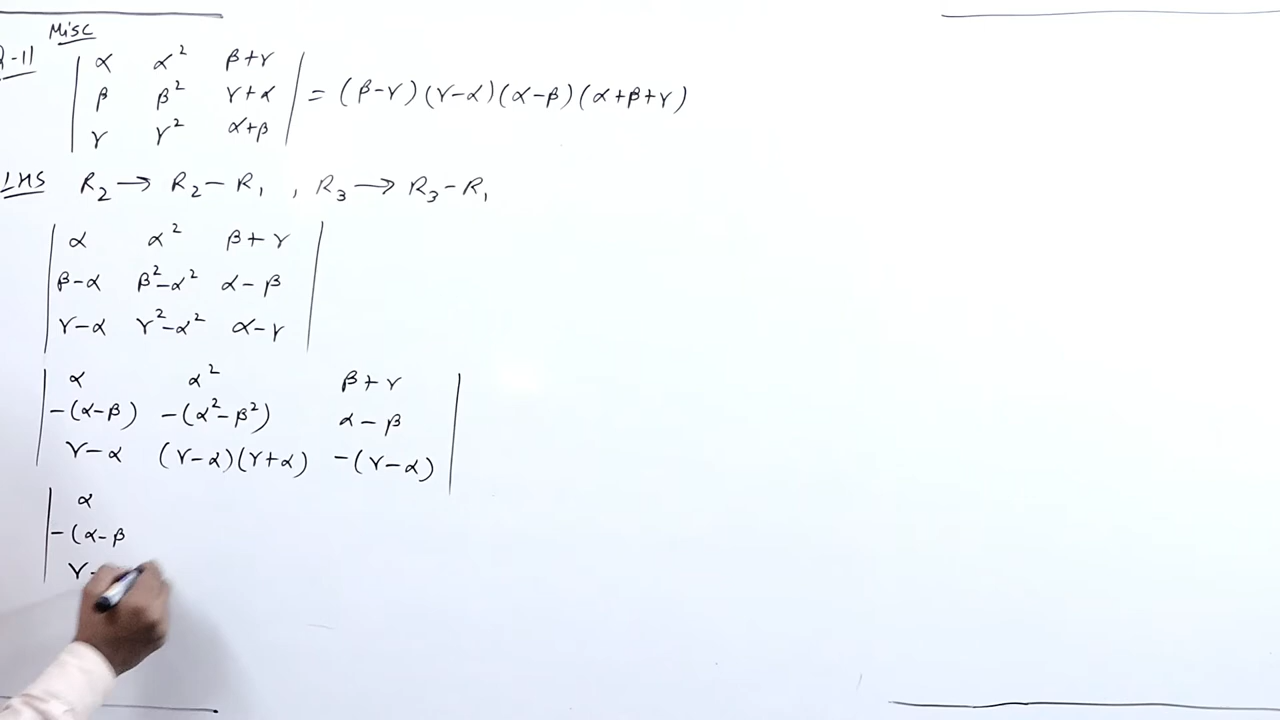 Misc
Q-11 | α α² β+γ |
| β β² γ+α | = (β-γ)(γ-α)(α-β)(α+β+γ)
| γ γ² α+β |
LHS R₂ → R₂-R₁ , R₃ → R₃-R₁
| α α² β+γ |
| β-α β²-α² α-β |
| γ-α γ²-α² α-γ |
| α α² β+γ |
| -(α-β) -(α²-β²) α-β |
| γ-α (γ-α)(γ+α) -(γ-α) |
| α
| -(α-β
| γ-